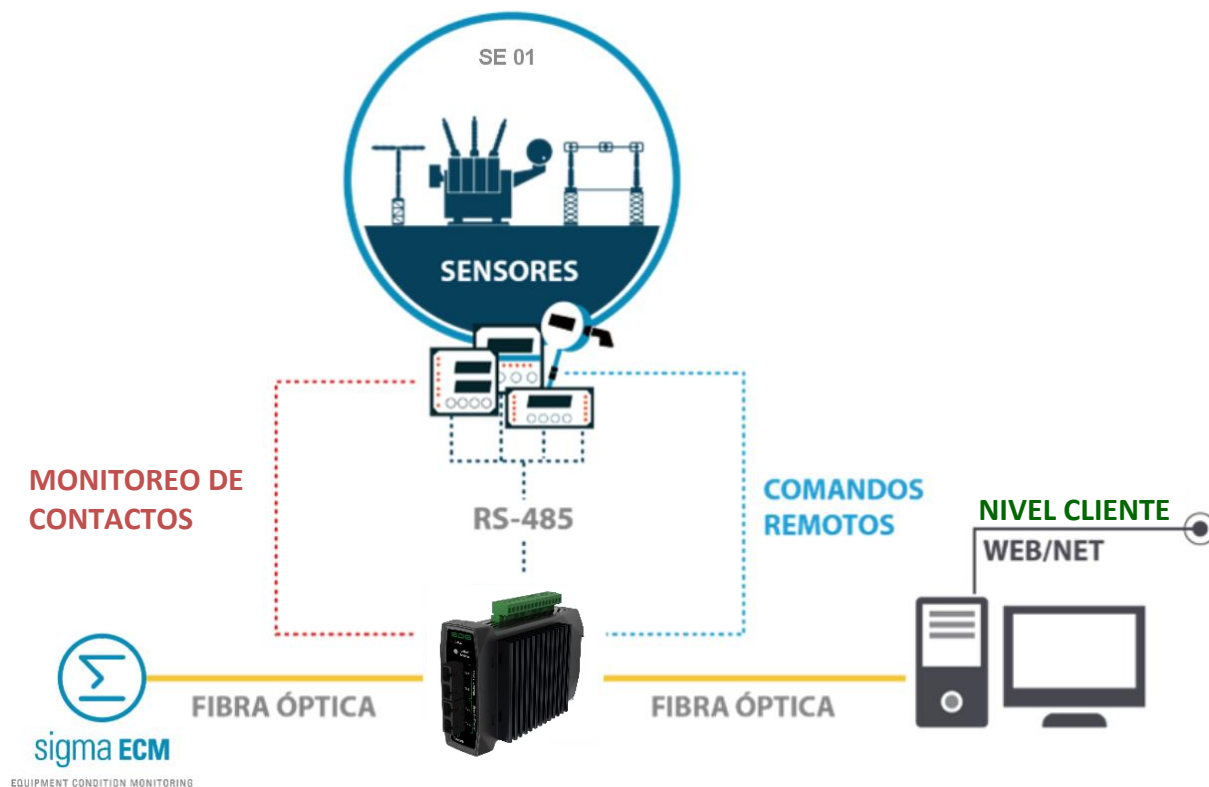 SE 01
SENSORES
MONITOREO DE
CONTACTOS
RS-485
COMANDOS
REMOTOS
NIVEL CLIENTE
WEB/NET
FIBRA ÓPTICA
FIBRA ÓPTICA
sigma ECM
EQUIPMENT CONDITION MONITORING